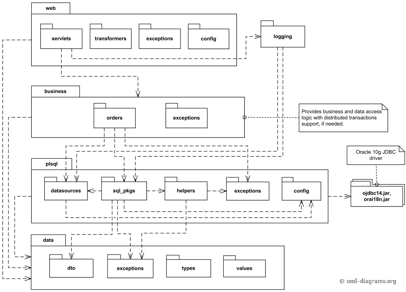 web
servlets
transformers
exceptions
config
logging
business
orders
exceptions
Provides business and data access
logic with distributed transactions
support, if needed.
Oracle 10g JDBC
driver
plsql
datasources
sql_pkgs
helpers
exceptions
config
ojdbc14.jar,
orai18n.jar
data
dto
exceptions
types
values
© uml-diagrams.org